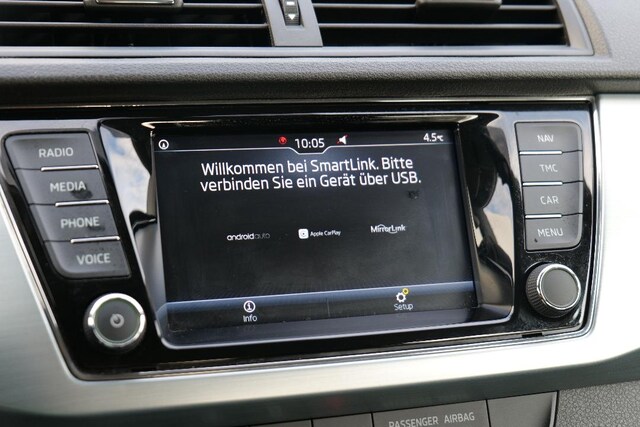 10:05 4.5°C
RADIO
MEDIA
PHONE
VOICE
Willkommen bei SmartLink. Bitte
verbinden Sie ein Gerät über USB.
androidauto Apple CarPlay MirrorLink
Info Setup
NAV
TMC
CAR
MENU
PASSENGER AIRBAG